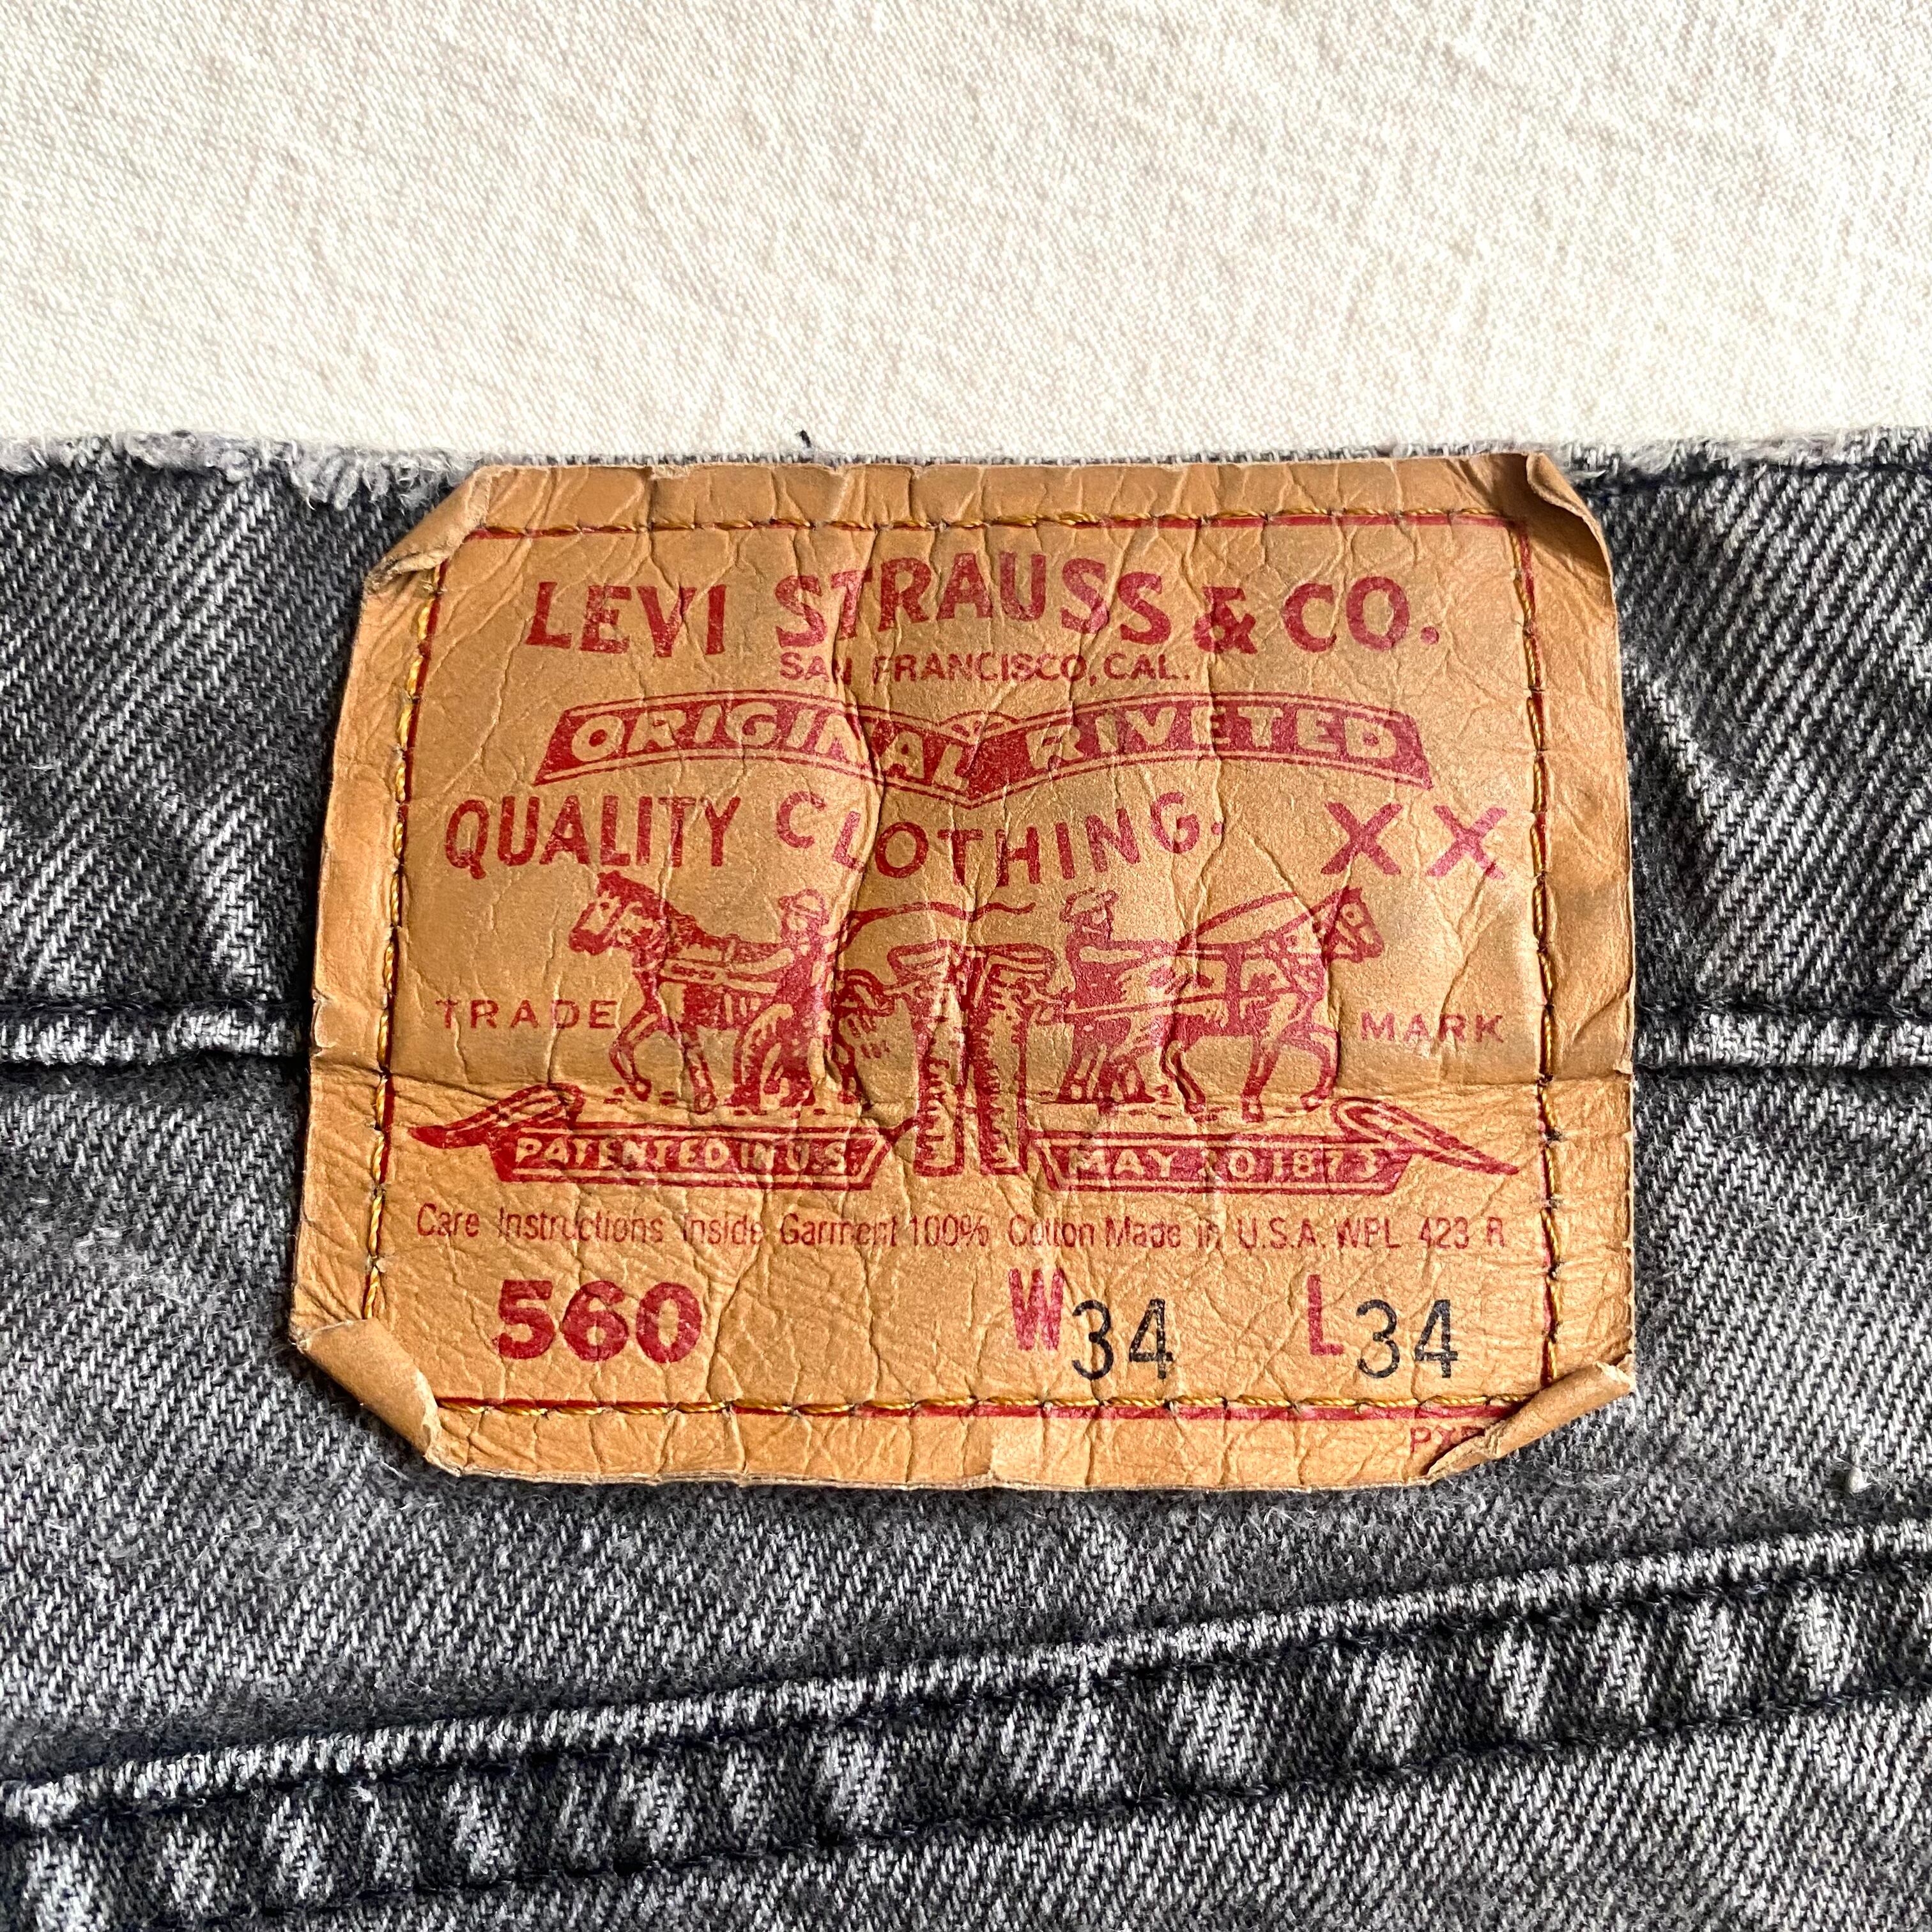 LEVI STRAUSS & CO.
SAN FRANCISCO, CAL.
ORIGINAL RIVETED
QUALITY CLOTHING. XX
TRADE MARK
PATENTED IN U.S. MAY 20 1873
Care Instructions Inside Garment 100% Cotton Made in U.S.A. WPL 423 R
560 W34 L34